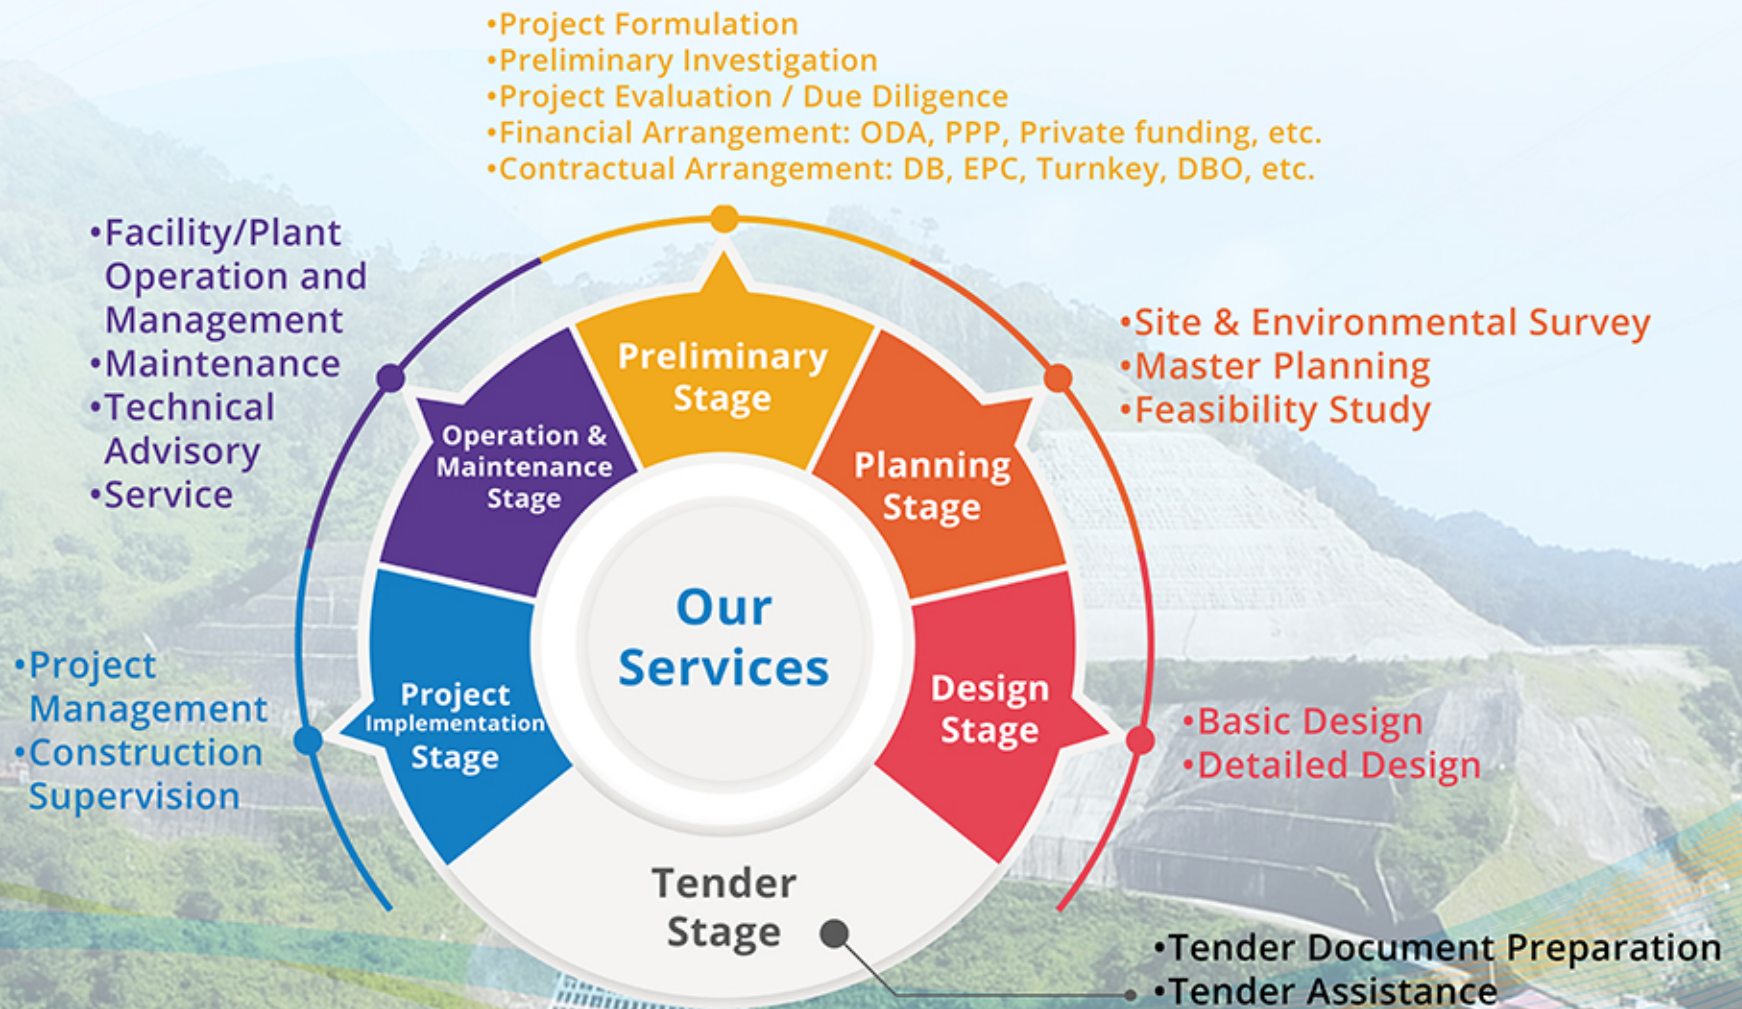 •Project Formulation
•Preliminary Investigation
•Project Evaluation / Due Diligence
•Financial Arrangement: ODA, PPP, Private funding, etc.
•Contractual Arrangement: DB, EPC, Turnkey, DBO, etc.
•Facility/Plant
Operation and
Management
•Maintenance
•Technical
Advisory
•Service
•Site & Environmental Survey
•Master Planning
•Feasibility Study
Preliminary
Stage
Operation &
Maintenance
Stage
Planning
Stage
Our
Services
•Project
Management
•Construction
Supervision
Project
Implementation
Stage
Design
Stage
•Basic Design
•Detailed Design
Tender
Stage
•Tender Document Preparation
•Tender Assistance